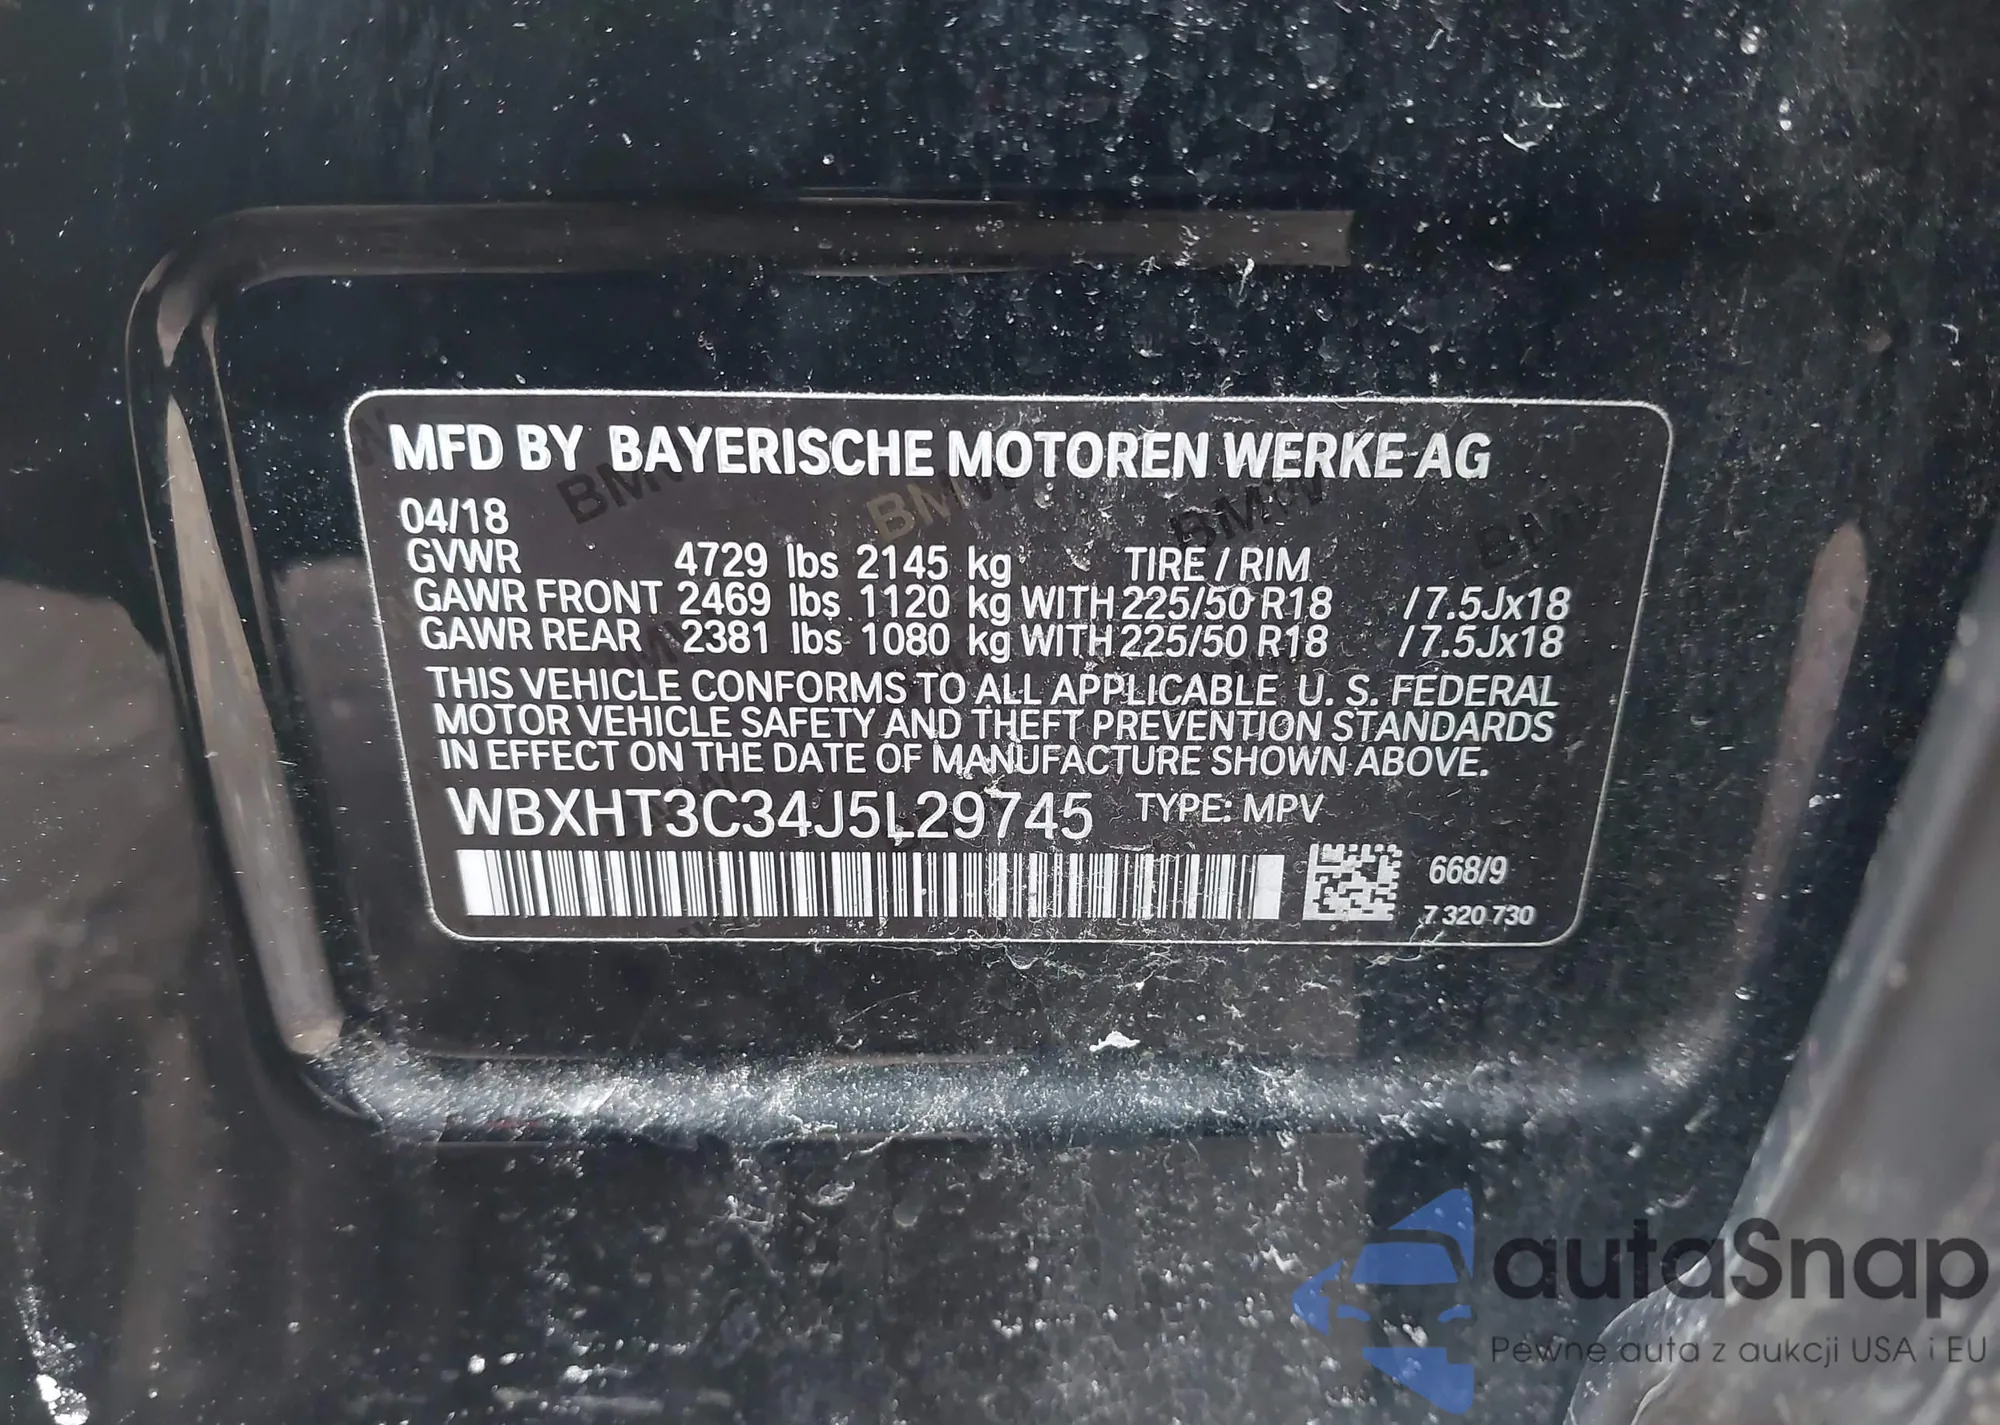 MFD BY BAYERISCHE MOTOREN WERKE AG
04/18
GVWR 4729 lbs 2145 kg TIRE / RIM
GAWR FRONT 2469 lbs 1120 kg WITH 225/50 R18 / 7.5Jx18
GAWR REAR 2381 lbs 1080 kg WITH 225/50 R18 / 7.5Jx18
THIS VEHICLE CONFORMS TO ALL APPLICABLE U. S. FEDERAL
MOTOR VEHICLE SAFETY AND THEFT PREVENTION STANDARDS
IN EFFECT ON THE DATE OF MANUFACTURE SHOWN ABOVE.
WBXHT3C34J5L29745 TYPE: MPV
668/9
7 320 730
autaSnap
Pewne auta z aukcji USA i EU